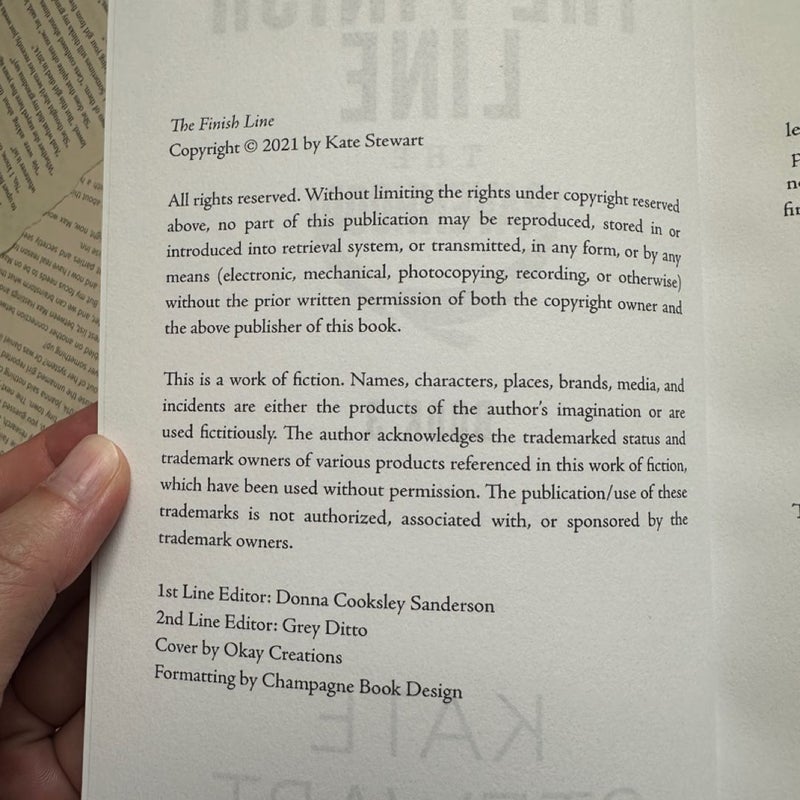 The Finish Line
Copyright © 2021 by Kate Stewart
All rights reserved. Without limiting the rights under copyright reserved
above, no part of this publication may be reproduced, stored in or
introduced into retrieval system, or transmitted, in any form, or by any
means (electronic, mechanical, photocopying, recording, or otherwise)
without the prior written permission of both the copyright owner and
the above publisher of this book.
This is a work of fiction. Names, characters, places, brands, media, and
incidents are either the products of the author's imagination or are
used fictitiously. The author acknowledges the trademarked status and
trademark owners of various products referenced in this work of fiction,
which have been used without permission. The publication/use of these
trademarks is not authorized, associated with, or sponsored by the
trademark owners.
1st Line Editor: Donna Cooksley Sanderson
2nd Line Editor: Grey Ditto
Cover by Okay Creations
Formatting by Champagne Book Design